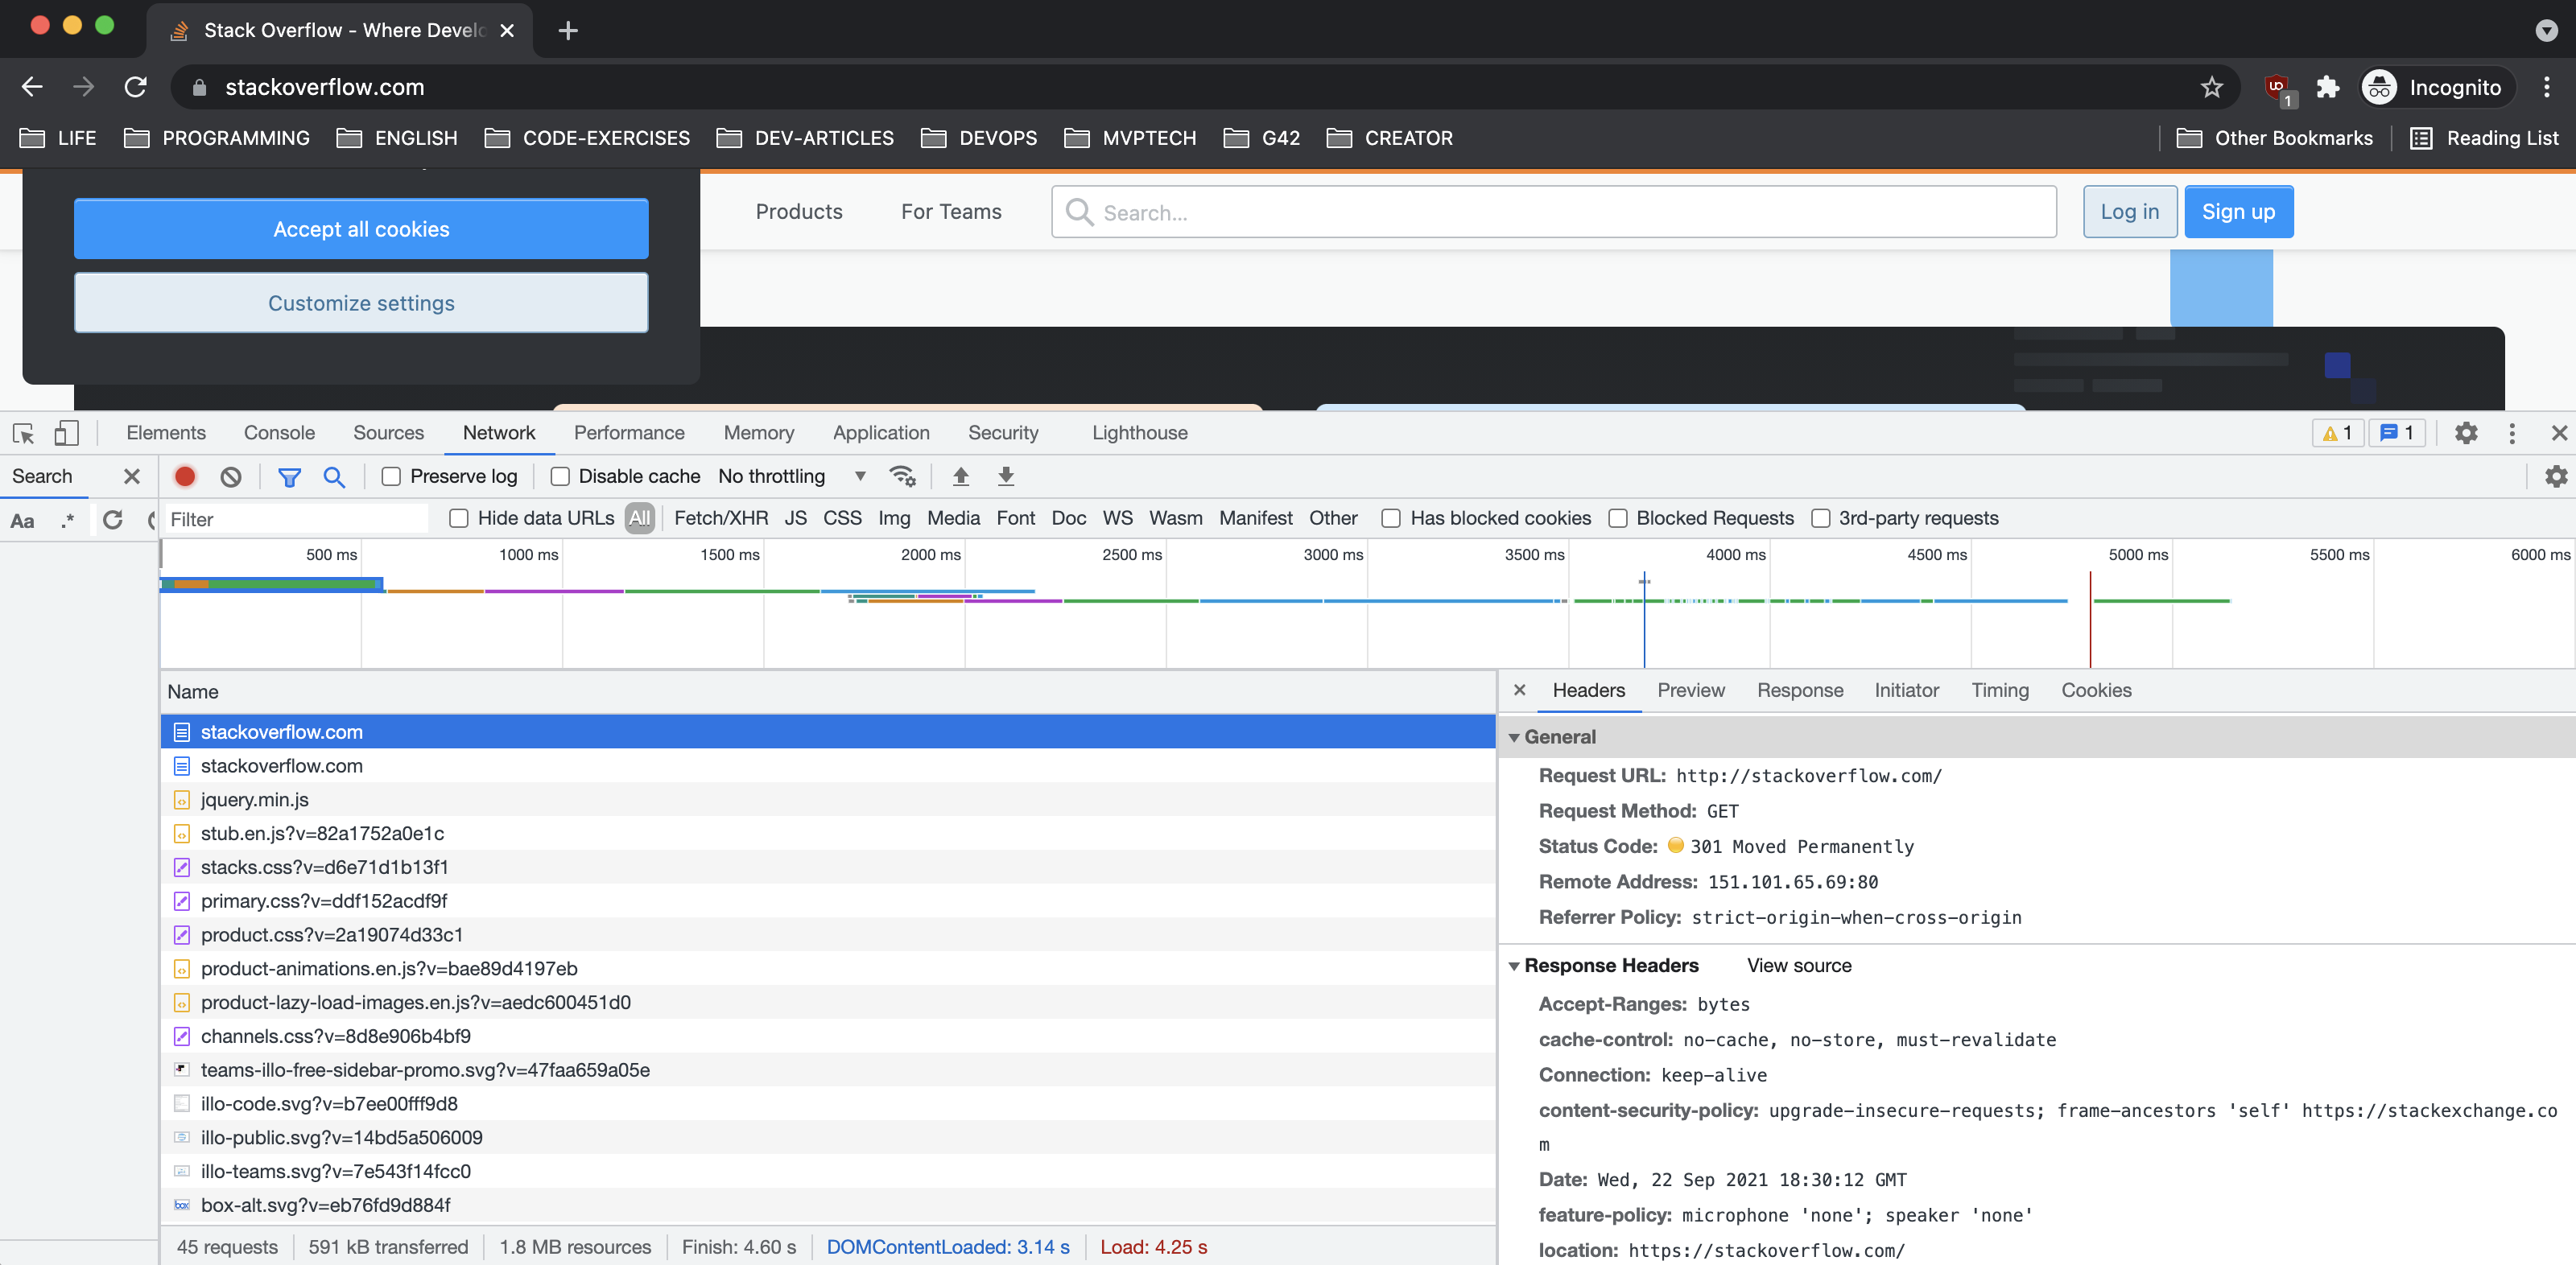 Stack Overflow - Where Develo
stackoverflow.com
1
Incognito
LIFE PROGRAMMING ENGLISH CODE-EXERCISES DEV-ARTICLES DEVOPS MVPTECH G42 CREATOR Other Bookmarks Reading List
Accept all cookies
Customize settings
Products For Teams Search... Log in Sign up
Elements Console Sources Network Performance Memory Application Security Lighthouse 1 1
Search Preserve log Disable cache No throttling
Aa .* Filter Hide data URLs All Fetch/XHR JS CSS Img Media Font Doc WS Wasm Manifest Other Has blocked cookies Blocked Requests 3rd-party requests
500 ms 1000 ms 1500 ms 2000 ms 2500 ms 3000 ms 3500 ms 4000 ms 4500 ms 5000 ms 5500 ms 6000 ms
Name
stackoverflow.com
stackoverflow.com
jquery.min.js
stub.en.js?v=82a1752a0e1c
stacks.css?v=d6e71d1b13f1
primary.css?v=ddf152acdf9f
product.css?v=2a19074d33c1
product-animations.en.js?v=bae89d4197eb
product-lazy-load-images.en.js?v=aedc600451d0
channels.css?v=8d8e906b4bf9
teams-illo-free-sidebar-promo.svg?v=47faa659a05e
illo-code.svg?v=b7ee00fff9d8
illo-public.svg?v=14bd5a506009
illo-teams.svg?v=7e543f14fcc0
box-alt.svg?v=eb76fd9d884f
45 requests 591 kB transferred 1.8 MB resources Finish: 4.60 s DOMContentLoaded: 3.14 s Load: 4.25 s
Headers Preview Response Initiator Timing Cookies
General
Request URL: http://stackoverflow.com/
Request Method: GET
Status Code: 301 Moved Permanently
Remote Address: 151.101.65.69:80
Referrer Policy: strict-origin-when-cross-origin
Response Headers View source
Accept-Ranges: bytes
cache-control: no-cache, no-store, must-revalidate
Connection: keep-alive
content-security-policy: upgrade-insecure-requests; frame-ancestors 'self' https://stackexchange.co
m
Date: Wed, 22 Sep 2021 18:30:12 GMT
feature-policy: microphone 'none'; speaker 'none'
location: https://stackoverflow.com/